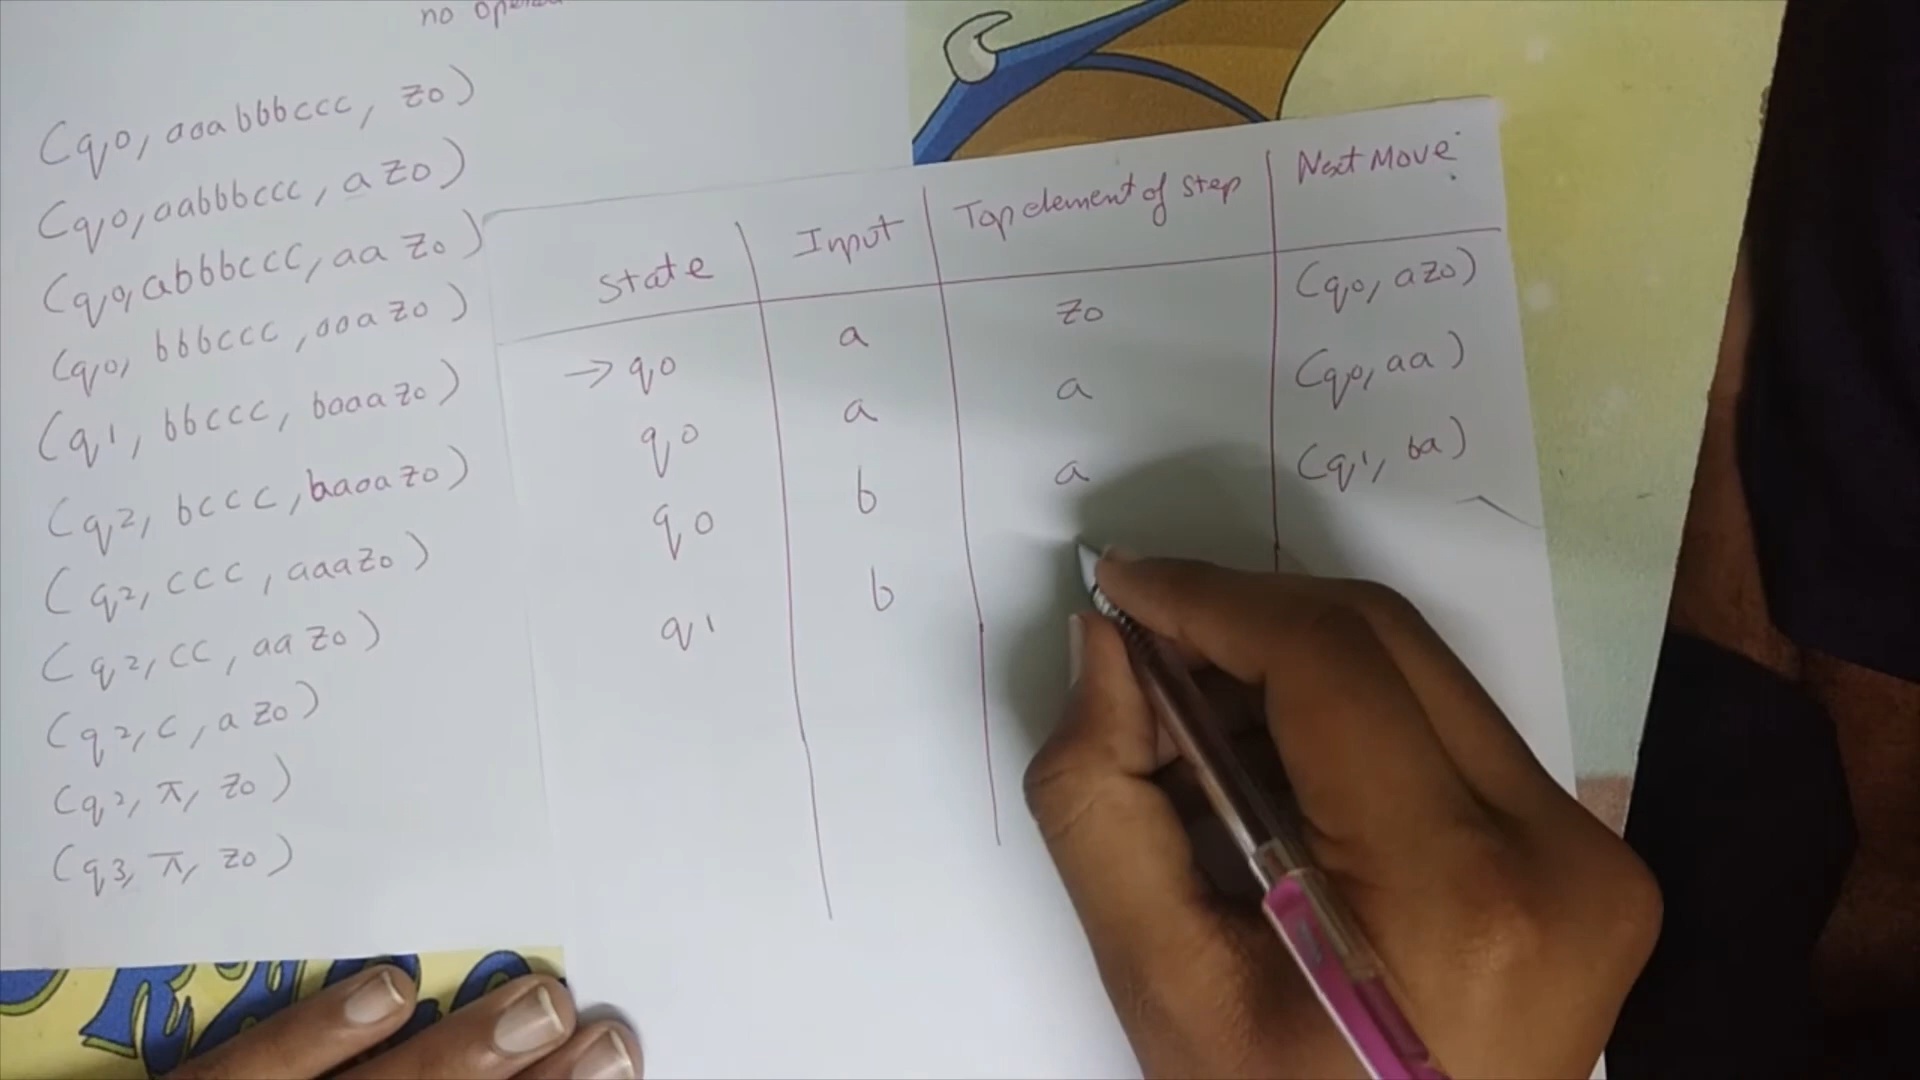 no
(q0, aaabbbccc, z0)
(q0, aabbbccc, az0)
(q0, abbbccc, aaz0)
(q0, bbbccc, aaaz0)
(q1, bbccc, baaaz0)
(q2, bccc, baaaz0)
(q2, ccc, aaaz0)
(q2, cc, aaz0)
(q2, c, az0)
(q2, π, z0)
(q3, π, z0)
State Input Top element of step Next Move:
→ q0 a z0 (q0, az0)
q0 a a (q0, aa)
q0 b a (q1, ba)
q1 b